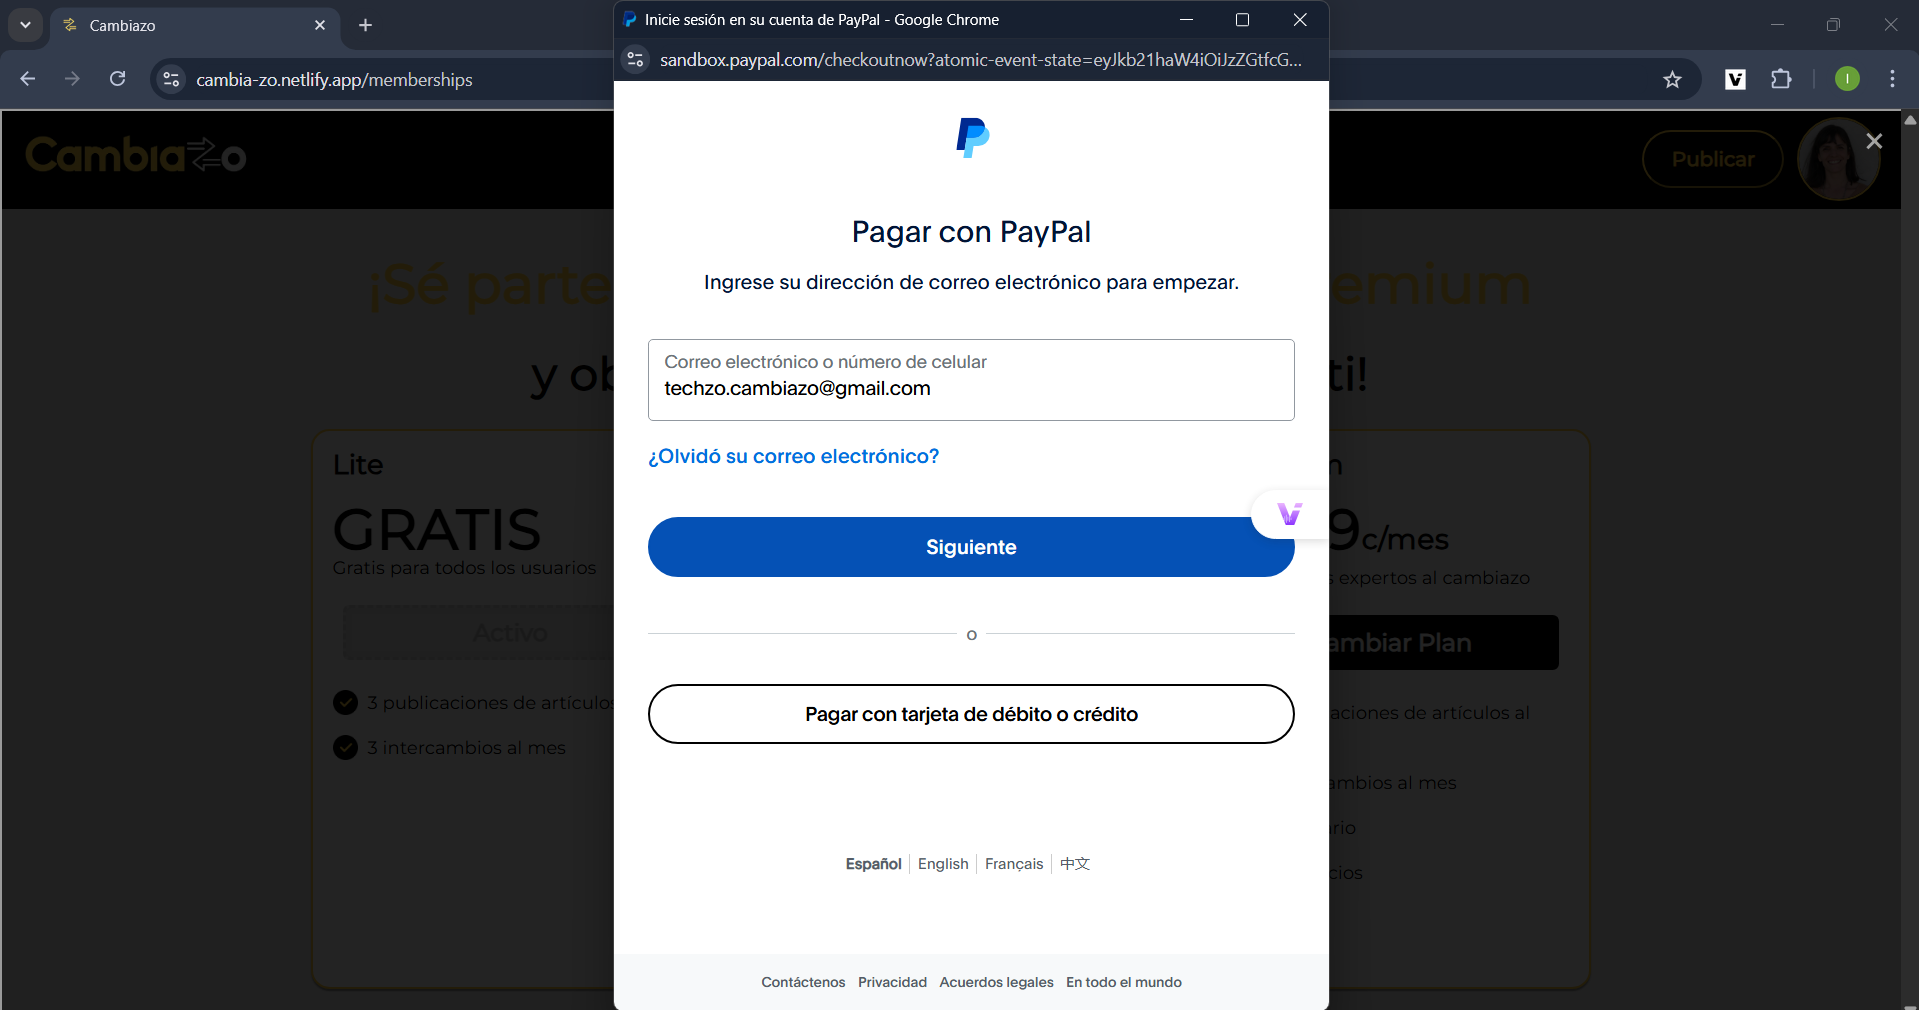 Cambiazo
Inicie sesión en su cuenta de PayPal - Google Chrome
cambia-zo.netlify.app/memberships
sandbox.paypal.com/checkoutnow?atomic-event-state=eyJkb21haW4iOiJzZGtfcG...
I
Cambiazo
Publicar
Pagar con PayPal
Ingrese su dirección de correo electrónico para empezar.
¡Sé parte
emium
y ob
ti!
Correo electrónico o número de celular
techzo.cambiazo@gmail.com
¿Olvidó su correo electrónico?
Siguiente
o
Pagar con tarjeta de débito o crédito
Español English Français 中文
Contáctenos Privacidad Acuerdos legales En todo el mundo
Lite
GRATIS
Gratis para todos los usuarios
Activo
3 publicaciones de artículos
3 intercambios al mes
n
9c/mes
s expertos al cambiazo
ambiar Plan
aciones de artículos al
ambios al mes
rio
cios